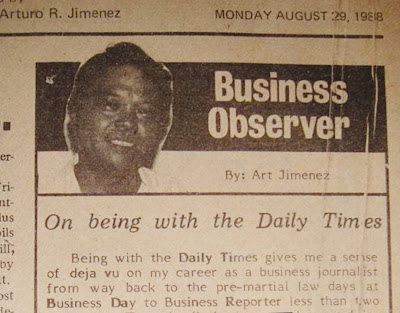 Arturo R. Jimenez
MONDAY AUGUST 29, 1988
Business
Observer
By: Art Jimenez
On being with the Daily Times
Being with the Daily Times gives me a sense
of deja vu on my career as a business journalist
from way back to the pre-martial law days at
Business Day to Business Reporter less than two